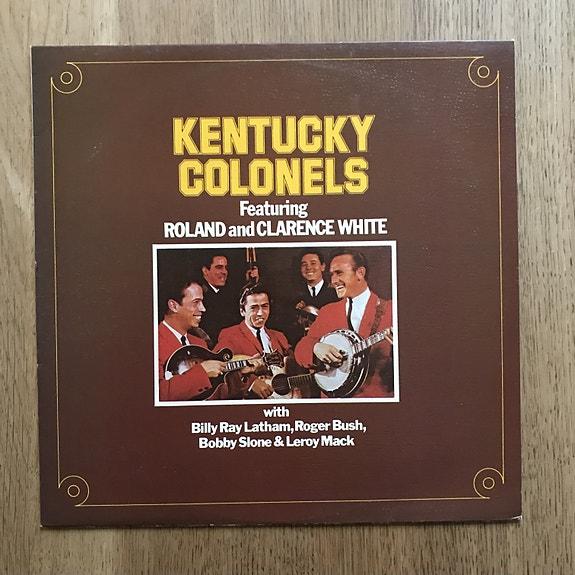 KENTUCKY
COLONELS
Featuring
ROLAND and CLARENCE WHITE
with
Billy Ray Latham, Roger Bush,
Bobby Slone & Leroy Mack